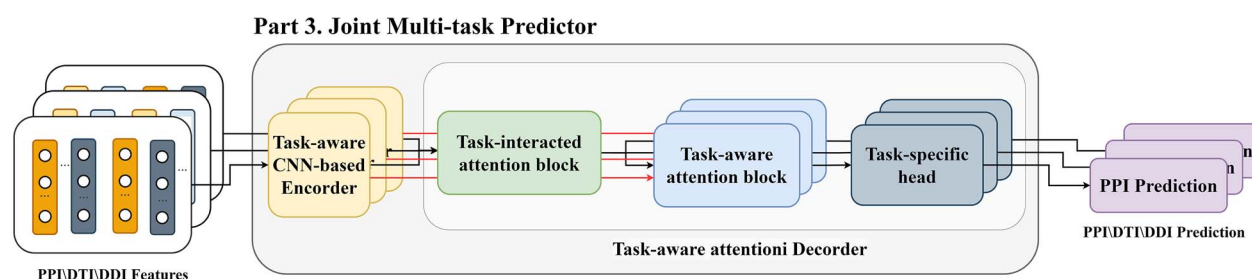 Part 3. Joint Multi-task Predictor
...
...
...
...
Task-aware
CNN-based
Encorder
Task-interacted
attention block
Task-aware
attention block
Task-specific
head
PPI Prediction
n
n
Task-aware attentioni Decorder
PPI\DTI\DDI Features
PPI\DTI\DDI Prediction